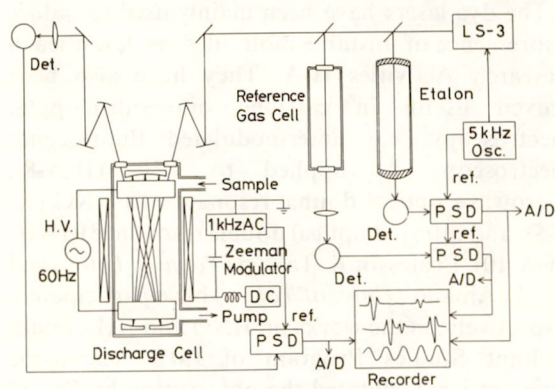 LS-3
Det.
Reference
Gas Cell
Etalon
5kHz
Osc.
ref.
Sample
H.V.
60Hz
1kHzAC
Zeeman
Modulator
DC
Pump
Discharge Cell
ref.
PSD
A/D
Det.
PSD
A/D
ref.
PSD
Det.
A/D
Recorder